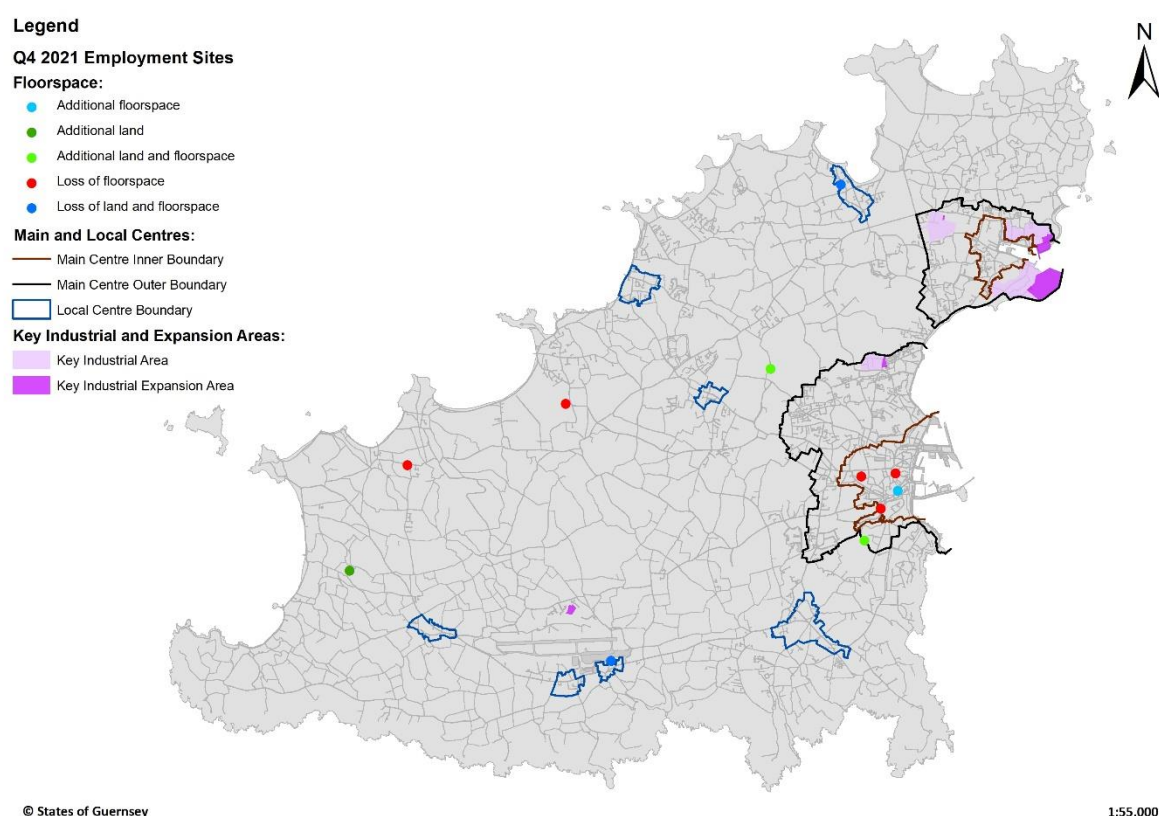 Legend
Q4 2021 Employment Sites
Floorspace:
Additional floorspace
Additional land
Additional land and floorspace
Loss of floorspace
Loss of land and floorspace
Main and Local Centres:
Main Centre Inner Boundary
Main Centre Outer Boundary
Local Centre Boundary
Key Industrial and Expansion Areas:
Key Industrial Area
Key Industrial Expansion Area
N
© States of Guernsey
1:55,000